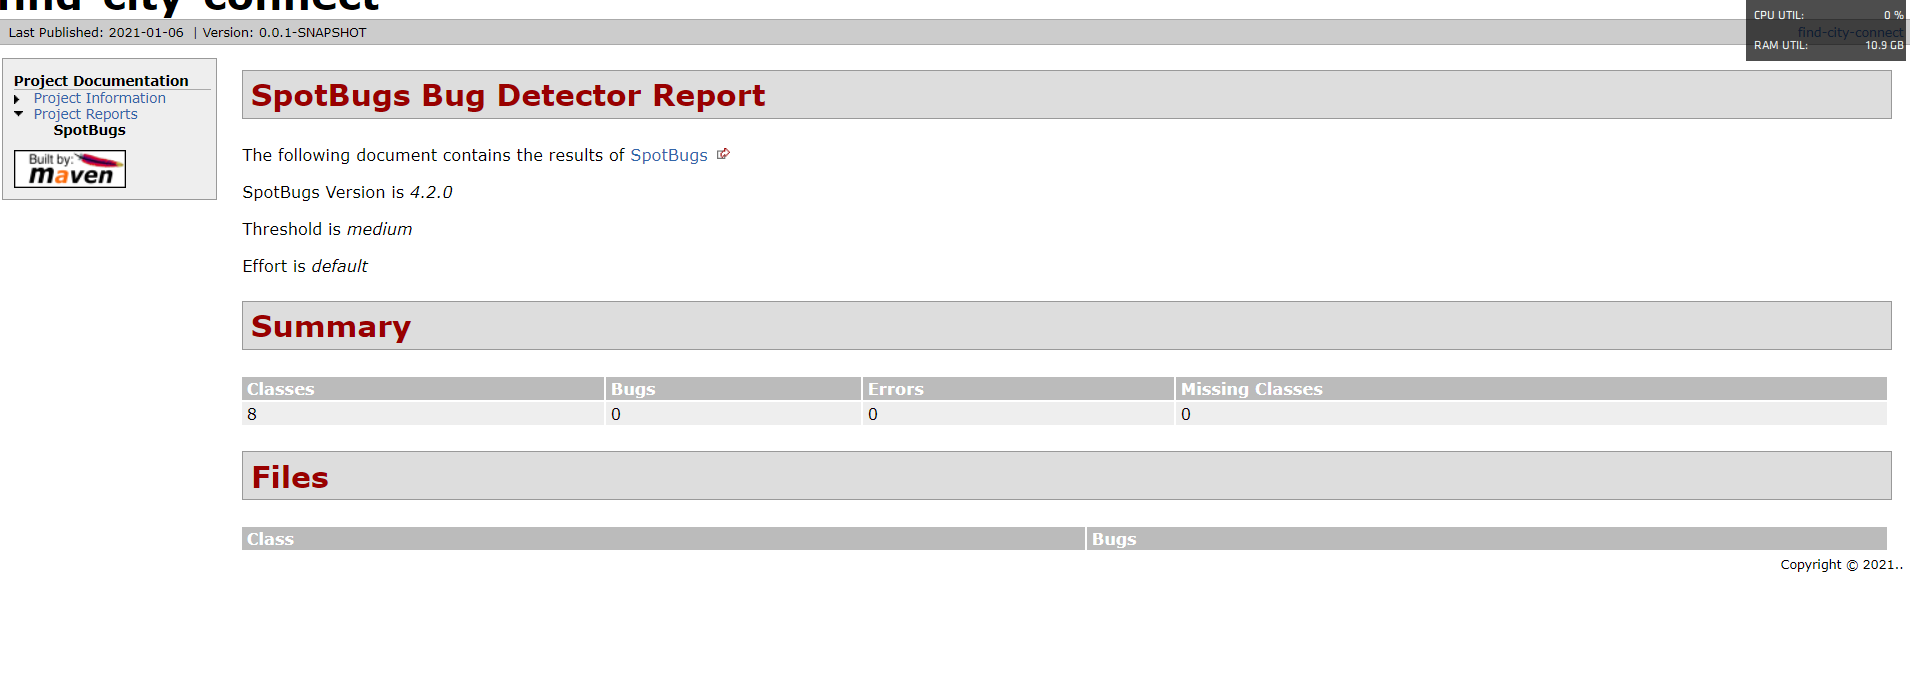 find-city-connect
Last Published: 2021-01-06 | Version: 0.0.1-SNAPSHOT
find-city-connect
CPU UTIL: 0 %
RAM UTIL: 10.9 GB
Project Documentation
Project Information
Project Reports
SpotBugs
Built by:
maven
SpotBugs Bug Detector Report
The following document contains the results of SpotBugs
SpotBugs Version is 4.2.0
Threshold is medium
Effort is default
Summary
Classes Bugs Errors Missing Classes
8 0 0 0
Files
Class Bugs
Copyright © 2021..